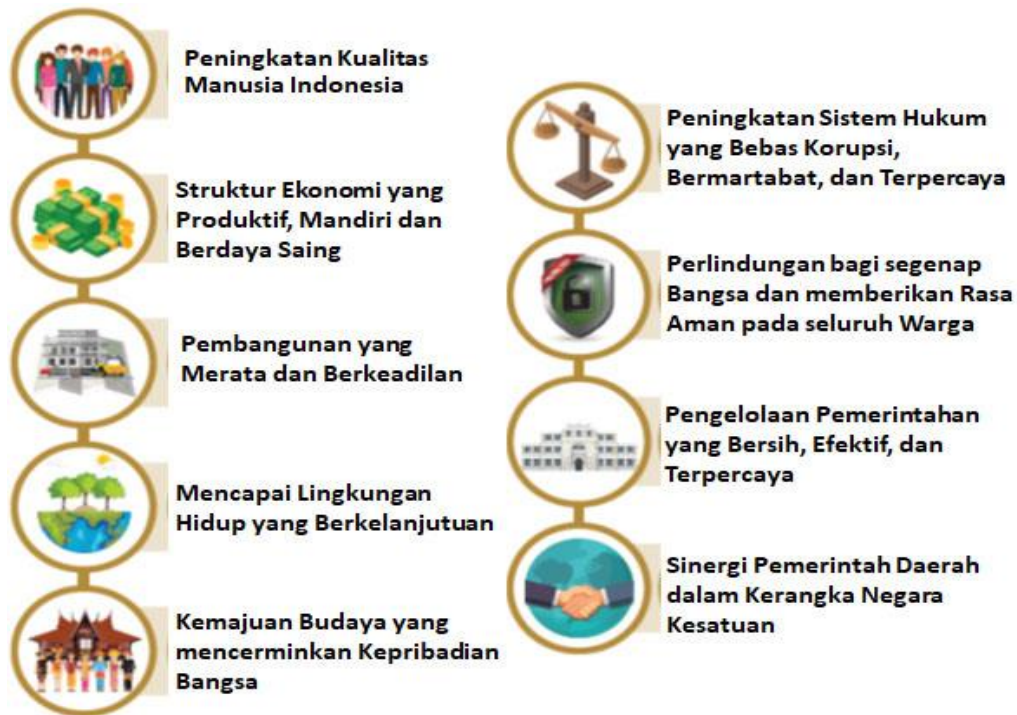 Peningkatan Kualitas
Manusia Indonesia
Struktur Ekonomi yang
Produktif, Mandiri dan
Berdaya Saing
Pembangunan yang
Merata dan Berkeadilan
Mencapai Lingkungan
Hidup yang Berkelanjutuan
Kemajuan Budaya yang
mencerminkan Kepribadian
Bangsa
Peningkatan Sistem Hukum
yang Bebas Korupsi,
Bermartabat, dan Terpercaya
Perlindungan bagi segenap
Bangsa dan memberikan Rasa
Aman pada seluruh Warga
Pengelolaan Pemerintahan
yang Bersih, Efektif, dan
Terpercaya
Sinergi Pemerintah Daerah
dalam Kerangka Negara
Kesatuan